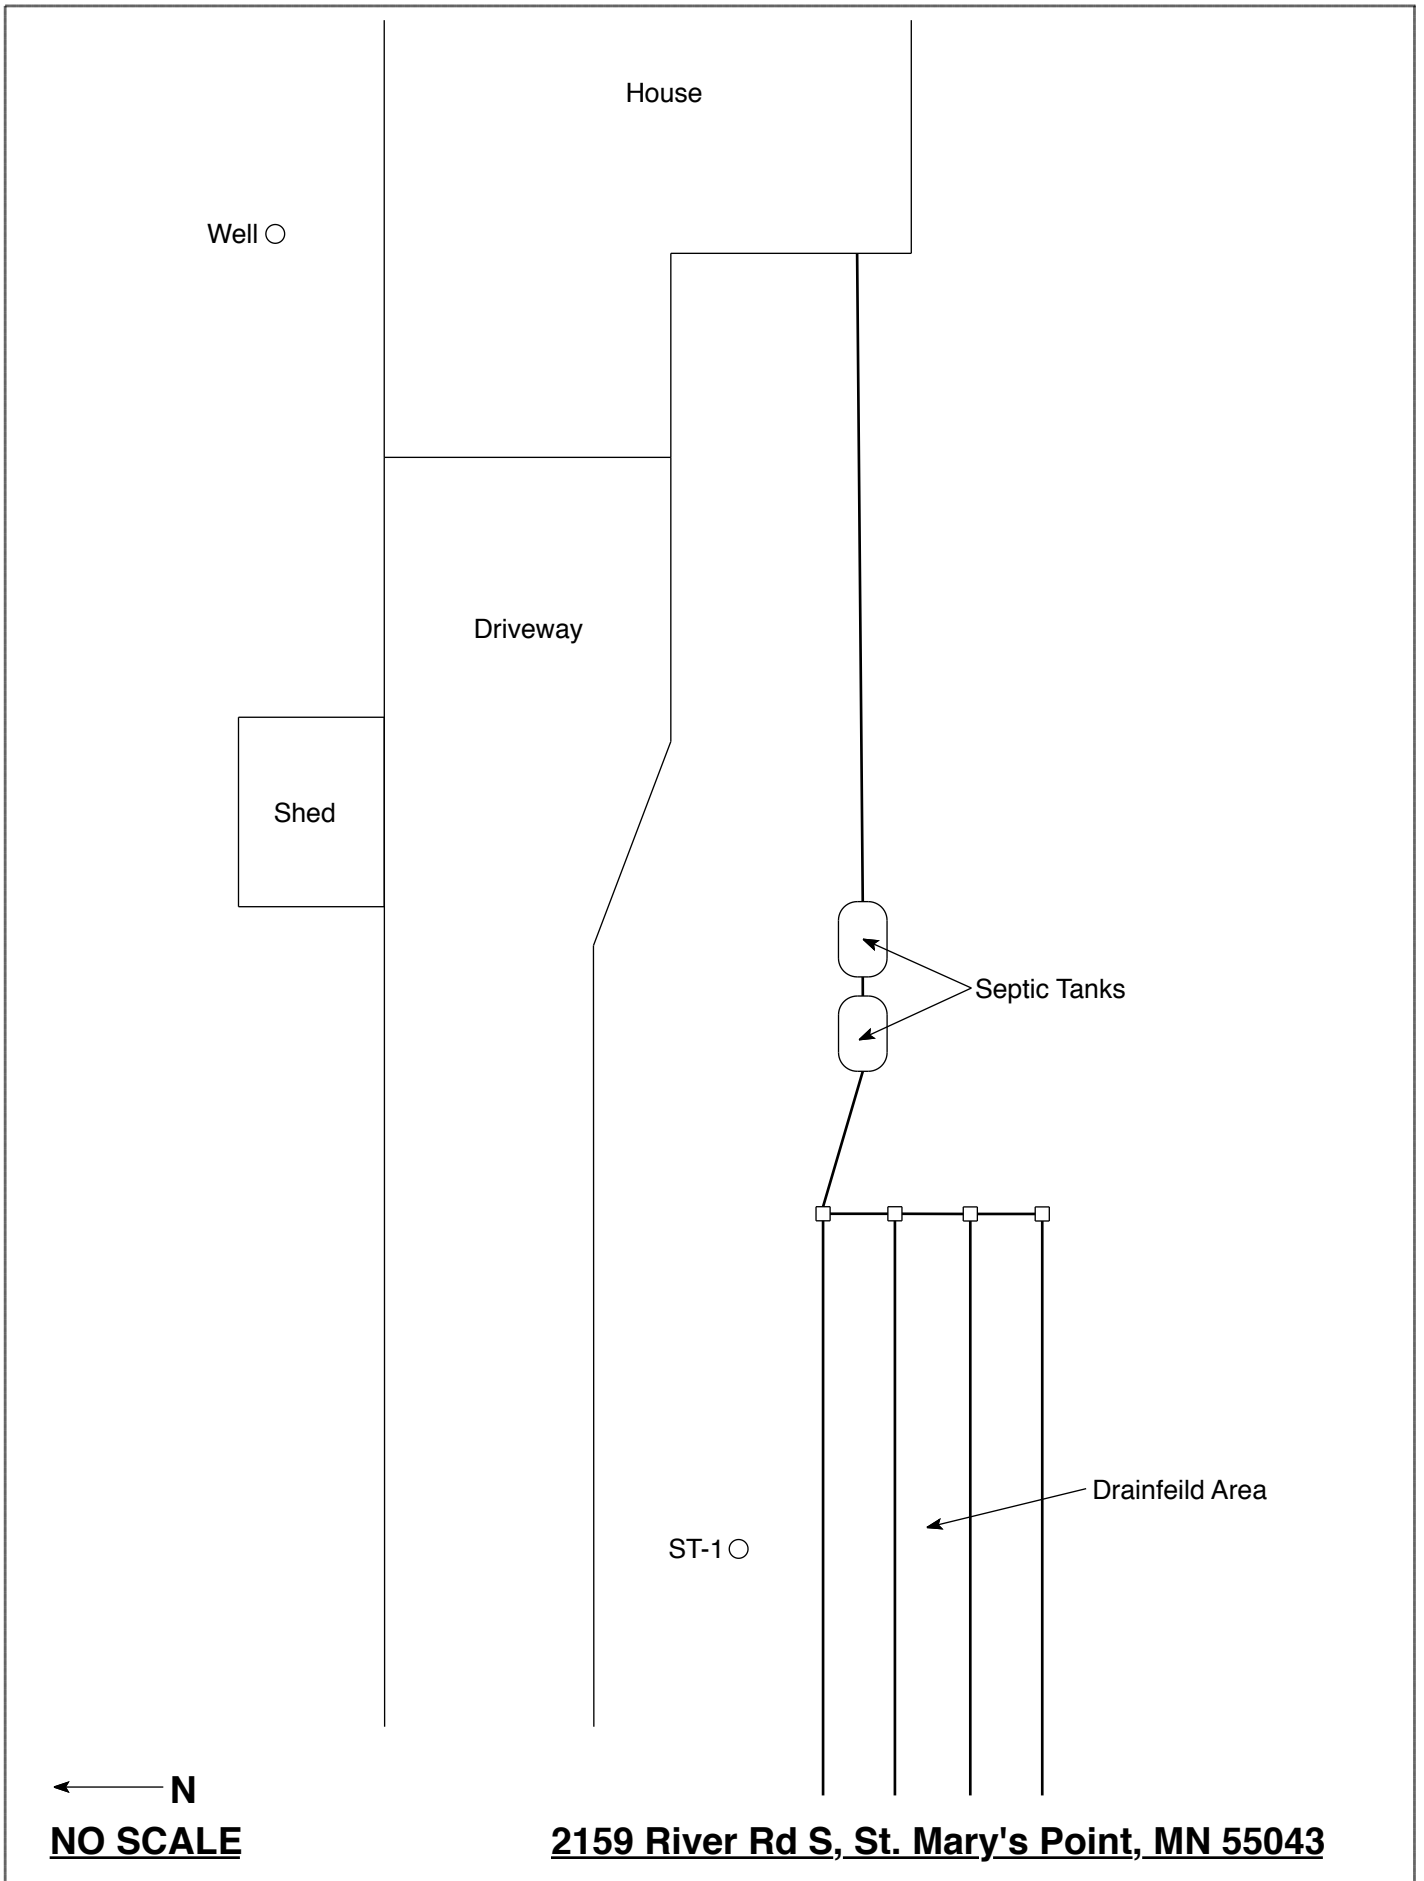 House
Well
Driveway
Shed
Septic Tanks
Drainfeild Area
ST-1
N
NO SCALE
2159 River Rd S, St. Mary's Point, MN 55043